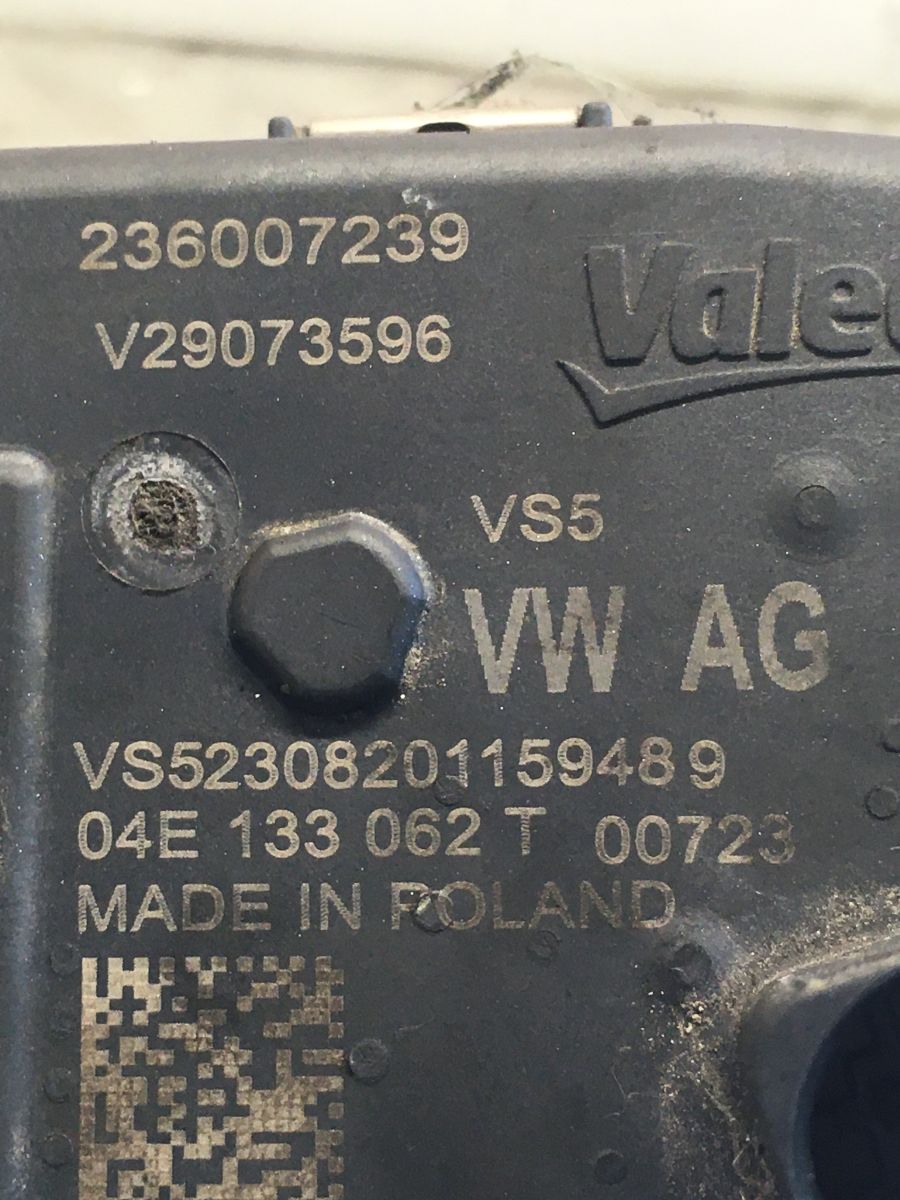 236007239
V29073596
Valeo
VS5
VW AG
VS52308201159489
04E 133 062 T 00723
MADE IN POLAND